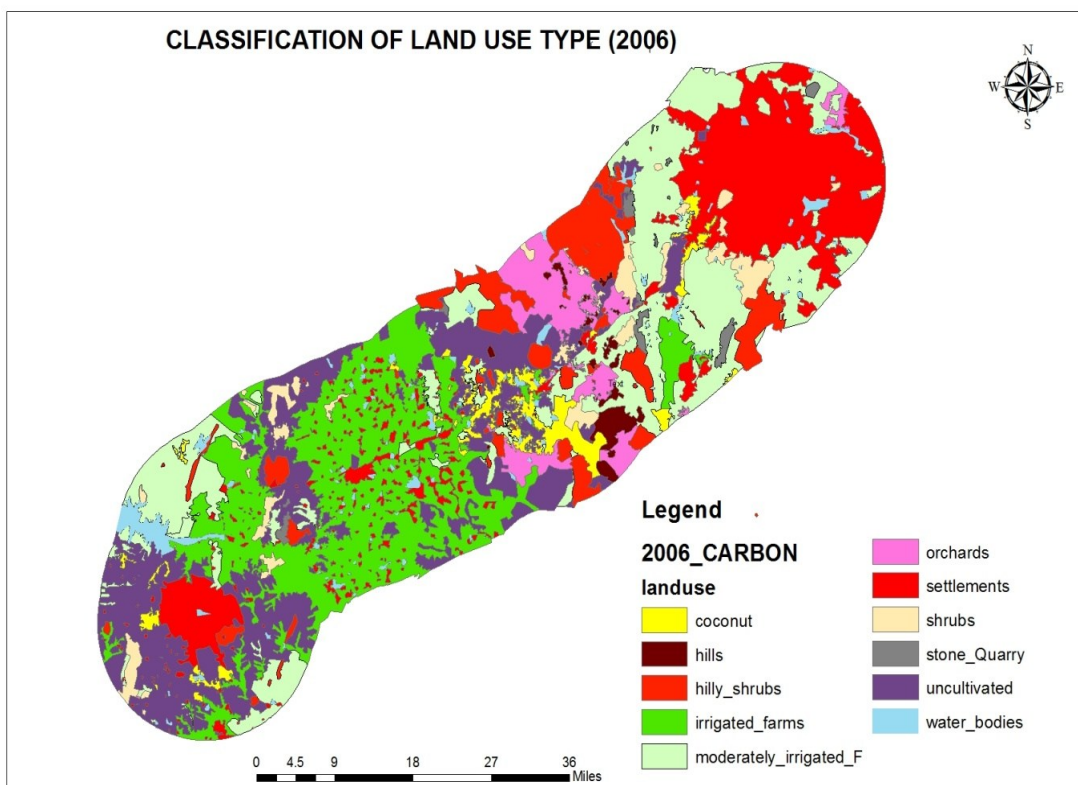 CLASSIFICATION OF LAND USE TYPE (2006)
N
W E
S
Text
Legend
2006_CARBON
landuse
coconut
hills
hilly_shrubs
irrigated_farms
moderately_irrigated_F
orchards
settlements
shrubs
stone_Quarry
uncultivated
water_bodies
0 4.5 9 18 27 36
Miles